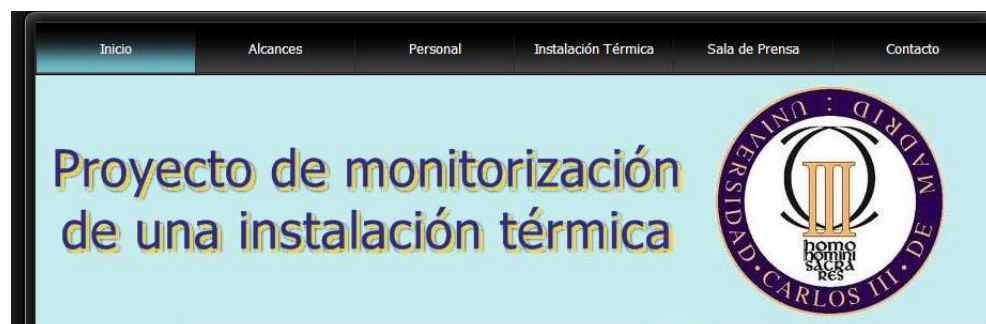 Inicio Alcances Personal Instalación Térmica Sala de Prensa Contacto
Proyecto de monitorización
de una instalación térmica
UNIVERSIDAD · CARLOS III · DE MADRID :
homo
homini
SACRA
RES